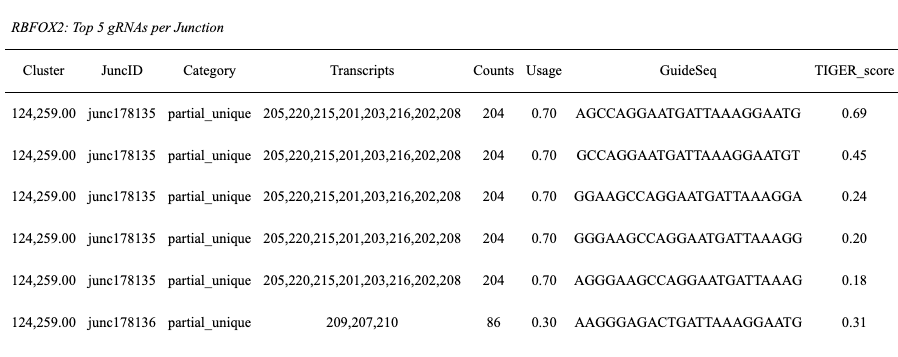 RBFOX2: Top 5 gRNAs per Junction
Cluster JuncID Category Transcripts Counts Usage GuideSeq TIGER_score
124,259.00 junc178135 partial_unique 205,220,215,201,203,216,202,208 204 0.70 AGCCAGGAATGATTAAAGGAATG 0.69
124,259.00 junc178135 partial_unique 205,220,215,201,203,216,202,208 204 0.70 GCCAGGAATGATTAAAGGAATGT 0.45
124,259.00 junc178135 partial_unique 205,220,215,201,203,216,202,208 204 0.70 GGAAGCCAGGAATGATTAAAGGA 0.24
124,259.00 junc178135 partial_unique 205,220,215,201,203,216,202,208 204 0.70 GGGAAGCCAGGAATGATTAAAGG 0.20
124,259.00 junc178135 partial_unique 205,220,215,201,203,216,202,208 204 0.70 AGGGAAGCCAGGAATGATTAAAG 0.18
124,259.00 junc178136 partial_unique 209,207,210 86 0.30 AAGGGAGACTGATTAAAGGAATG 0.31